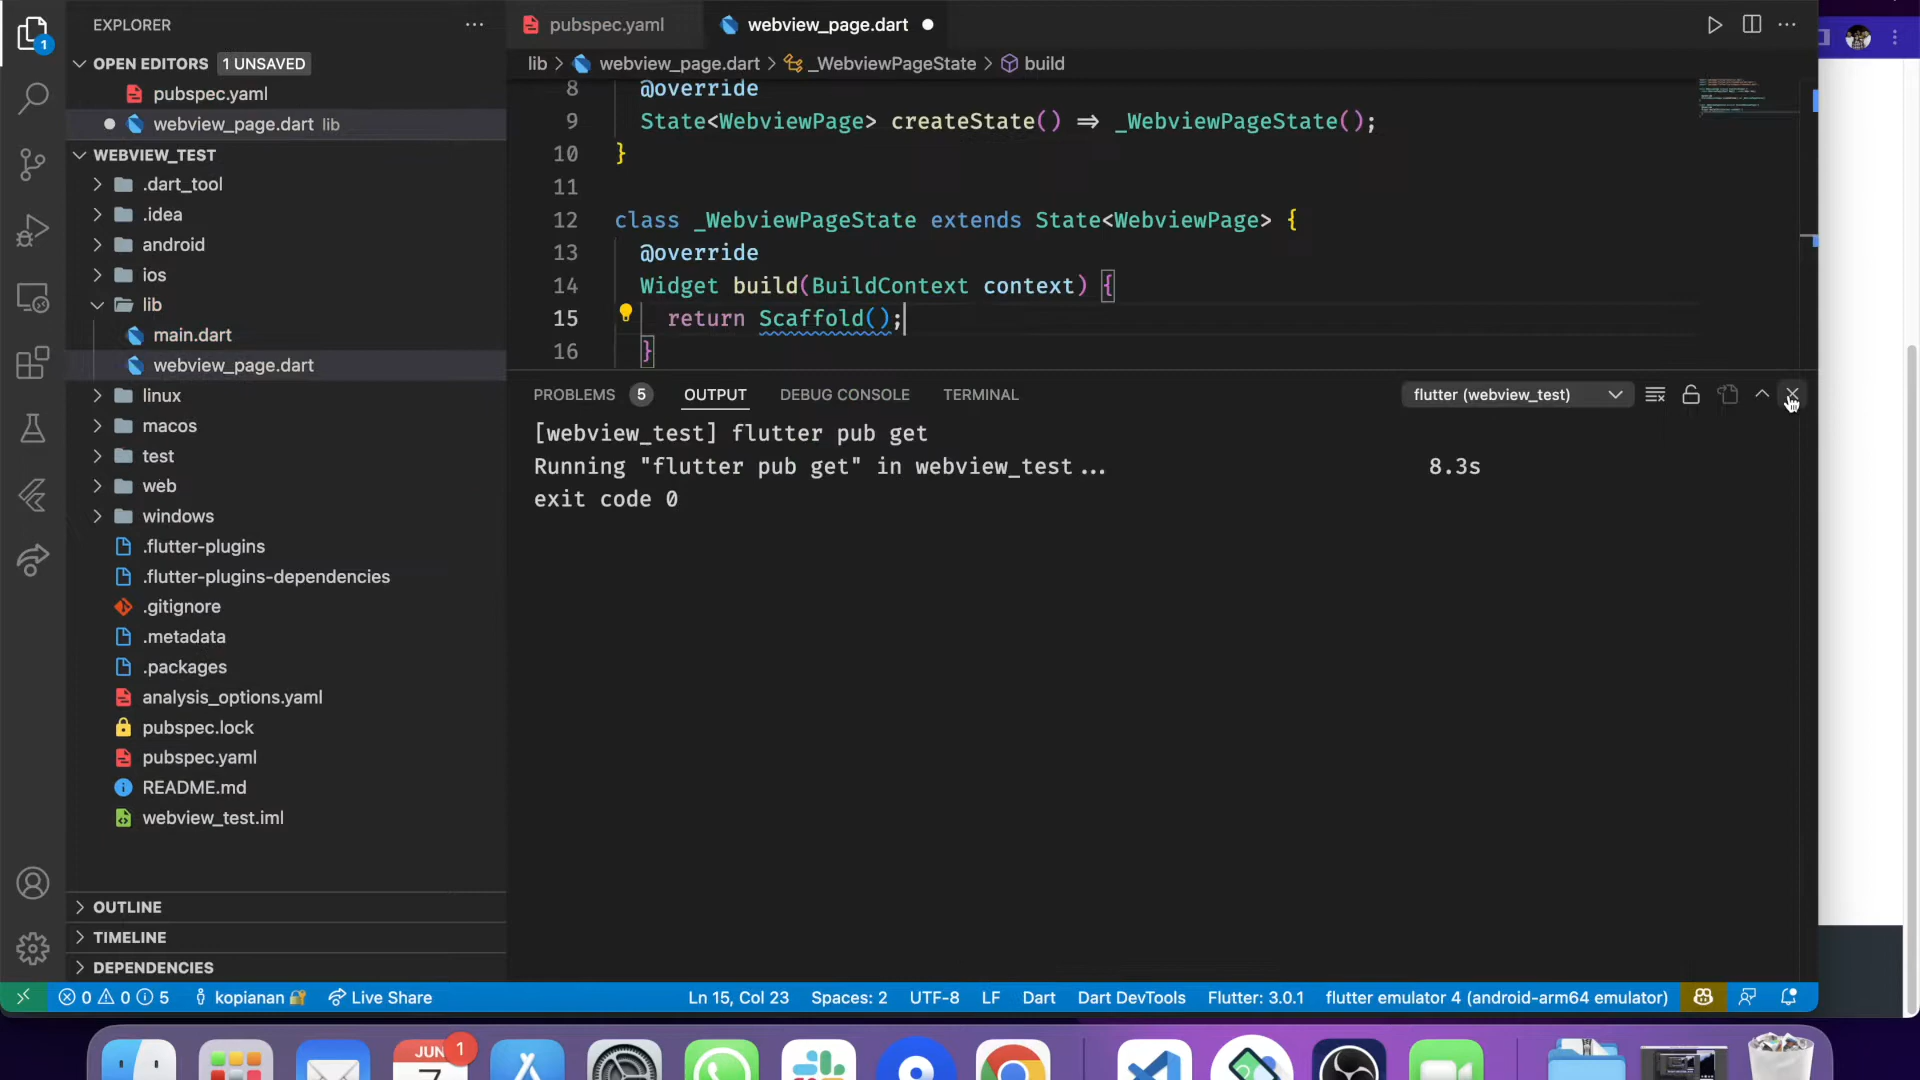 EXPLORER
OPEN EDITORS 1 UNSAVED
pubspec.yaml
webview_page.dart lib
WEBVIEW_TEST
.dart_tool
.idea
android
ios
lib
main.dart
webview_page.dart
linux
macos
test
web
windows
.flutter-plugins
.flutter-plugins-dependencies
.gitignore
.metadata
.packages
analysis_options.yaml
pubspec.lock
pubspec.yaml
README.md
webview_test.iml
OUTLINE
TIMELINE
DEPENDENCIES
1
pubspec.yaml webview_page.dart
lib > webview_page.dart > _WebviewPageState > build
8 @override
9 State<WebviewPage> createState() => _WebviewPageState();
10 }
11
12 class _WebviewPageState extends State<WebviewPage> {
13 @override
14 Widget build(BuildContext context) {
15 return Scaffold();
16 }
PROBLEMS 5 OUTPUT DEBUG CONSOLE TERMINAL flutter (webview_test)
[webview_test] flutter pub get
Running "flutter pub get" in webview_test... 8.3s
exit code 0
0 0 5 kopianan Live Share Ln 15, Col 23 Spaces: 2 UTF-8 LF Dart Dart DevTools Flutter: 3.0.1 flutter emulator 4 (android-arm64 emulator)
JUN 1
7